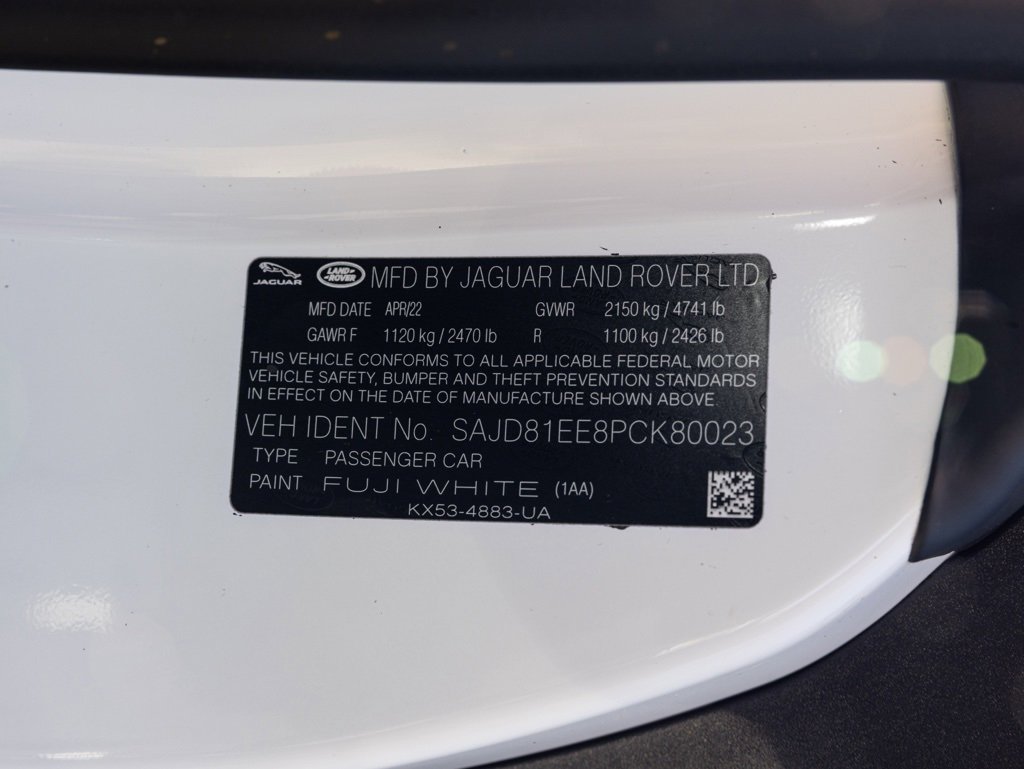 JAGUAR LAND ROVER MFD BY JAGUAR LAND ROVER LTD
MFD DATE APR/22 GVWR 2150 kg / 4741 lb
GAWR F 1120 kg / 2470 lb R 1100 kg / 2426 lb
THIS VEHICLE CONFORMS TO ALL APPLICABLE FEDERAL MOTOR
VEHICLE SAFETY, BUMPER AND THEFT PREVENTION STANDARDS
IN EFFECT ON THE DATE OF MANUFACTURE SHOWN ABOVE.
VEH IDENT No. SAJD81EE8PCK80023
TYPE PASSENGER CAR
PAINT FUJI WHITE (1AA)
KX53-4883-UA